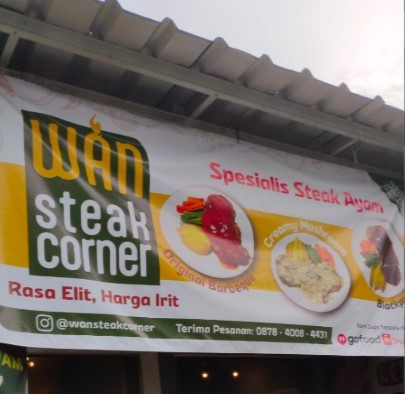 WAN
steak
corner
Spesialis Steak Ayam
Original Barbeque
Creamy Mushroom
Rasa Elit, Harga Irit
@wansteakcorner
Terima Pesanan: 0878 - 4008 - 4431
gofood